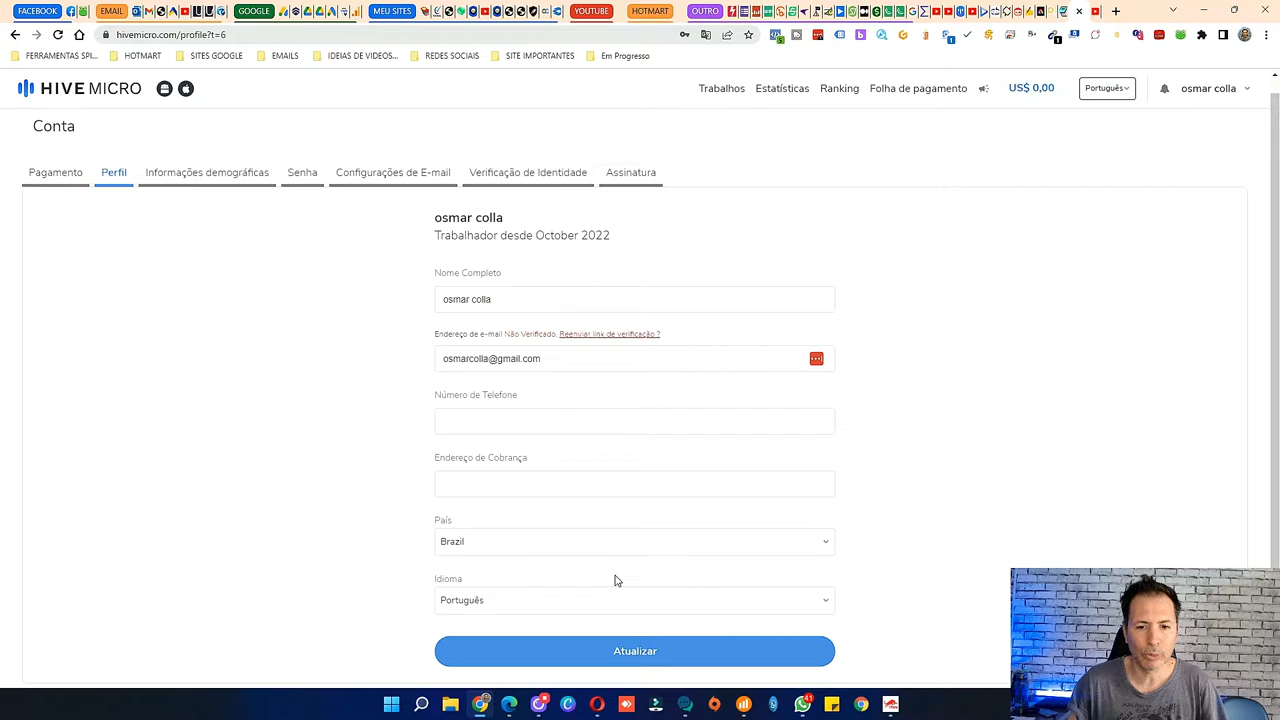 FACEBOOK
EMAIL
GOOGLE
MEU SITES
YOUTUBE
HOTMART
OUTRO
hivemicro.com/profile?t=6
FERRAMENTAS SPI...
HOTMART
SITES GOOGLE
EMAILS
IDEIAS DE VIDEOS...
REDES SOCIAIS
SITE IMPORTANTES
Em Progresso
HIVE MICRO
Trabalhos
Estatísticas
Ranking
Folha de pagamento
US$ 0,00
Português
osmar colla
Conta
Pagamento
Perfil
Informações demográficas
Senha
Configurações de E-mail
Verificação de Identidade
Assinatura
osmar colla
Trabalhador desde October 2022
Nome Completo
osmar colla
Endereço de e-mail Não Verificado, Reenviar link de verificação ?
osmarcolla@gmail.com
Número de Telefone
Endereço de Cobrança
País
Brazil
Idioma
Português
Atualizar
41